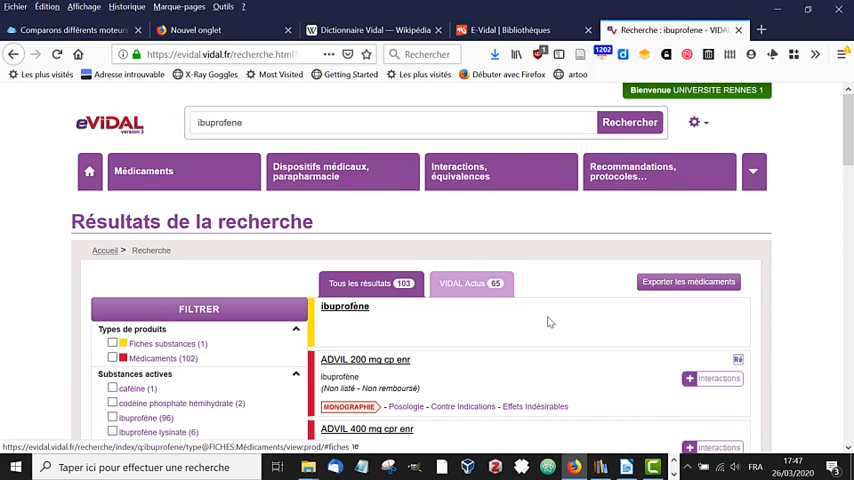 Fichier Édition Affichage Historique Marque-pages Outils ?
Comparons différents moteurs
Nouvel onglet
Dictionnaire Vidal — Wikipédia
E-Vidal | Bibliothèques
Recherche : ibuprofene - VIDAL
https://evidal.vidal.fr/recherche.html?
Rechercher
1202
Les plus visités
Adresse introuvable
X-Ray Goggles
Most Visited
Getting Started
Les plus visités
Débuter avec Firefox
artoo
Bienvenue UNIVERSITE RENNES 1
eVIDAL
version 3
ibuprofene
Rechercher
Médicaments
Dispositifs médicaux,
parapharmacie
Interactions,
équivalences
Recommandations,
protocoles...
Résultats de la recherche
Accueil > Recherche
Tous les résultats 103
VIDAL Actus 65
Exporter les médicaments
FILTRER
Types de produits
Fiches substances (1)
Médicaments (102)
Substances actives
caféine (1)
codéine phosphate hémihydrate (2)
ibuprofène (96)
ibuprofène lysinate (6)
ibuprofène
ADVIL 200 mg cp enr
ibuprofène
(Non listé - Non remboursé)
MONOGRAPHIE - Posologie - Contre Indications - Effets Indésirables
+ interactions
ADVIL 400 mg cpr enr
+ interactions
https://evidal.vidal.fr/recherche/index/q:ibuprofene/type@FICHES:Médicaments/view:prod/#fiches
Taper ici pour effectuer une recherche
FRA
17:47
26/03/2020
3